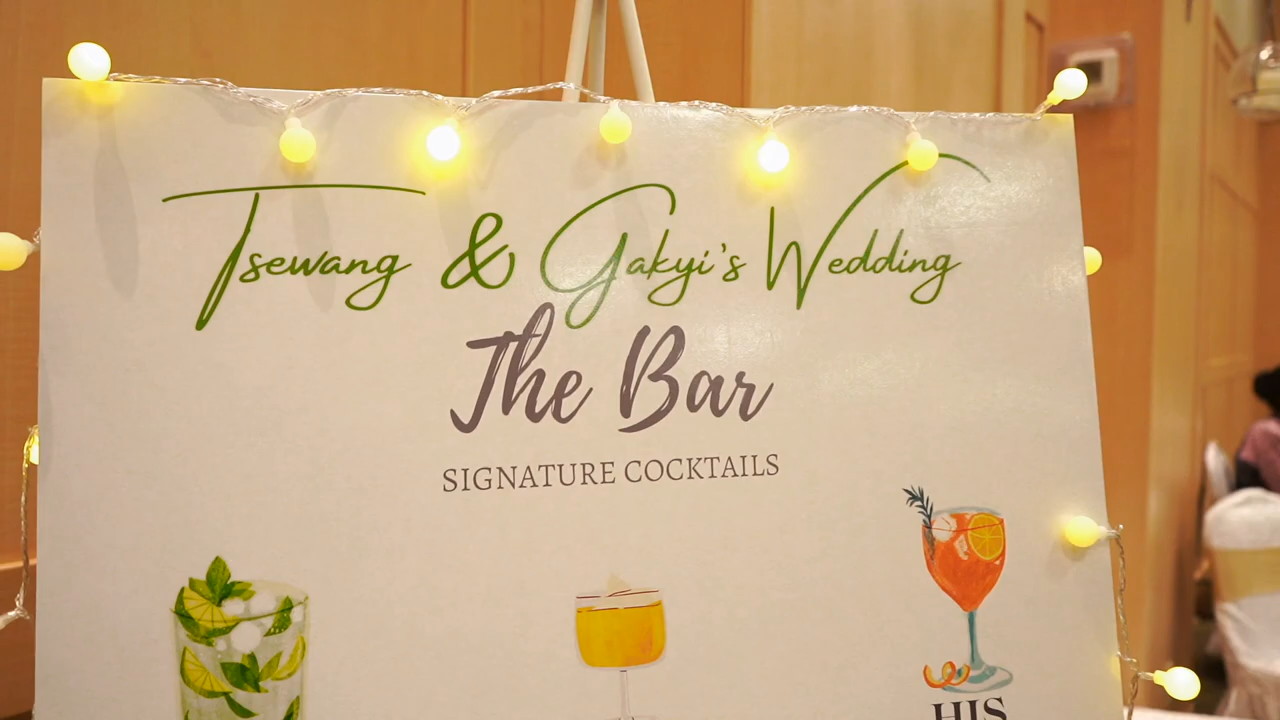 Tsewang & Gakyi's Wedding
The Bar
SIGNATURE COCKTAILS
HIS